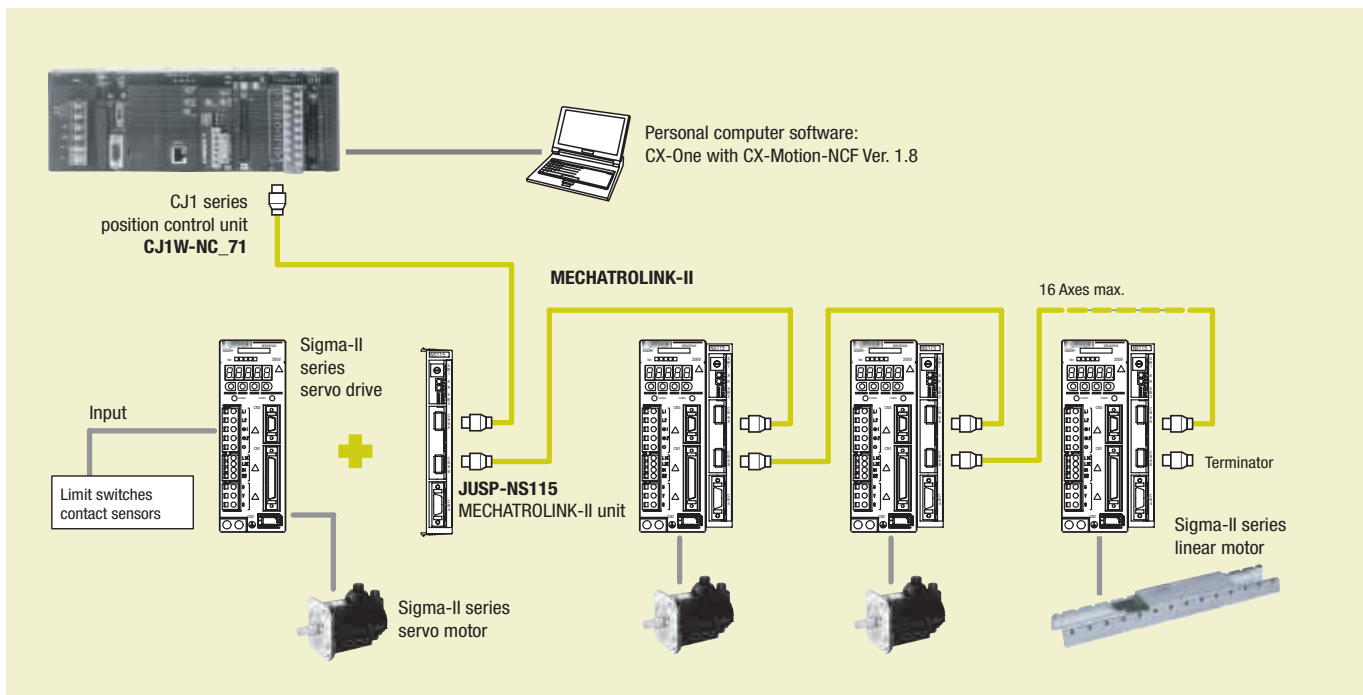 Personal computer software:
CX-One with CX-Motion-NCF Ver. 1.8
CJ1 series
position control unit
CJ1W-NC_71
MECHATROLINK-II
16 Axes max.
Sigma-II
series
servo drive
Input
Limit switches
contact sensors
JUSP-NS115
MECHATROLINK-II unit
Terminator
Sigma-II series
linear motor
Sigma-II series
servo motor